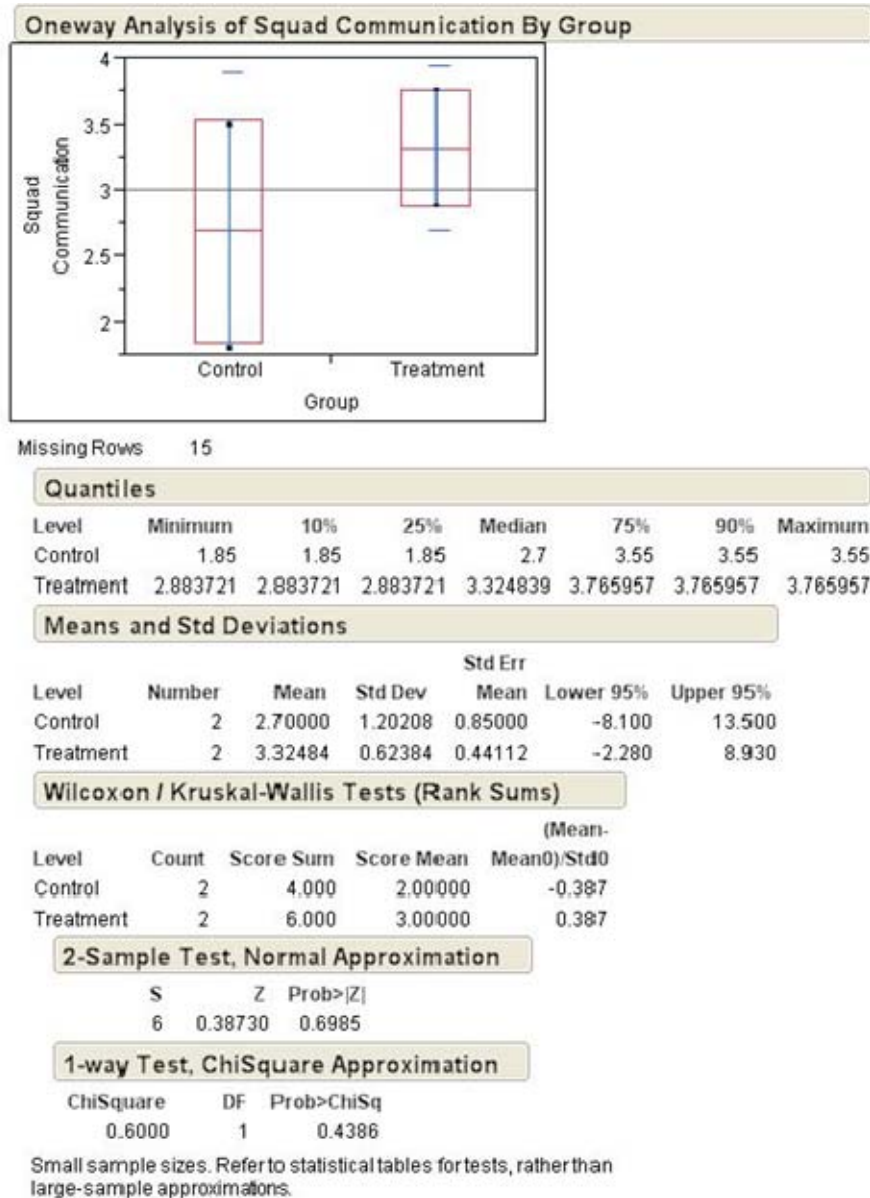 Oneway Analysis of Squad Communication By Group
4
3.5
3
2.5
2
Squad
Communication
Control Treatment
Group
Missing Rows 15
Quantiles
Level Minimum 10% 25% Median 75% 90% Maximum
Control 1.85 1.85 1.85 2.7 3.55 3.55 3.55
Treatment 2.883721 2.883721 2.883721 3.324839 3.765957 3.765957 3.765957
Means and Std Deviations
Std Err
Level Number Mean Std Dev Mean Lower 95% Upper 95%
Control 2 2.70000 1.20208 0.85000 -8.100 13.500
Treatment 2 3.32484 0.62384 0.44112 -2.280 8.930
Wilcoxon / Kruskal-Wallis Tests (Rank Sums)
(Mean-
Level Count Score Sum Score Mean Mean0)/Std0
Control 2 4.000 2.00000 -0.387
Treatment 2 6.000 3.00000 0.387
2-Sample Test, Normal Approximation
S Z Prob>|Z|
6 0.38730 0.6985
1-way Test, ChiSquare Approximation
ChiSquare DF Prob>ChiSq
0.6000 1 0.4386
Small sample sizes. Refer to statistical tables for tests, rather than
large-sample approximations.